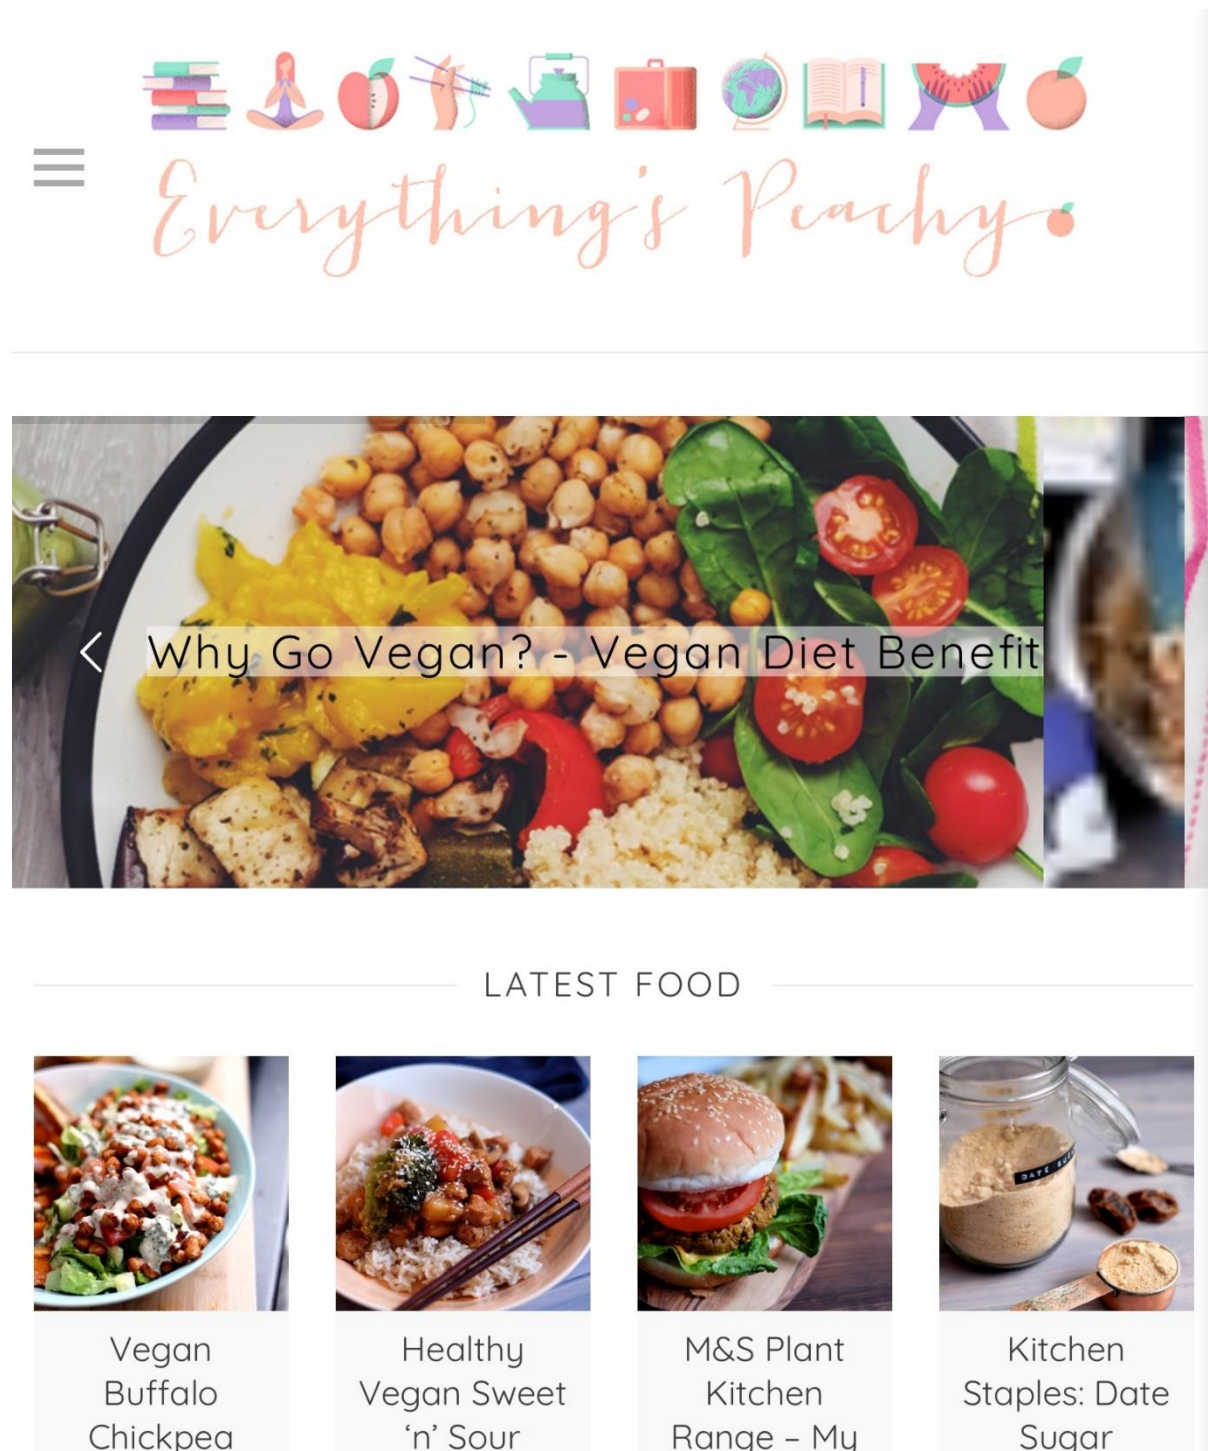 Everything's Peachy
Why Go Vegan? - Vegan Diet Benefit
LATEST FOOD
Vegan
Buffalo
Chickpea
Healthy
Vegan Sweet
‘n’ Sour
M&S Plant
Kitchen
Range – My
Kitchen
Staples: Date
Sugar
DATE